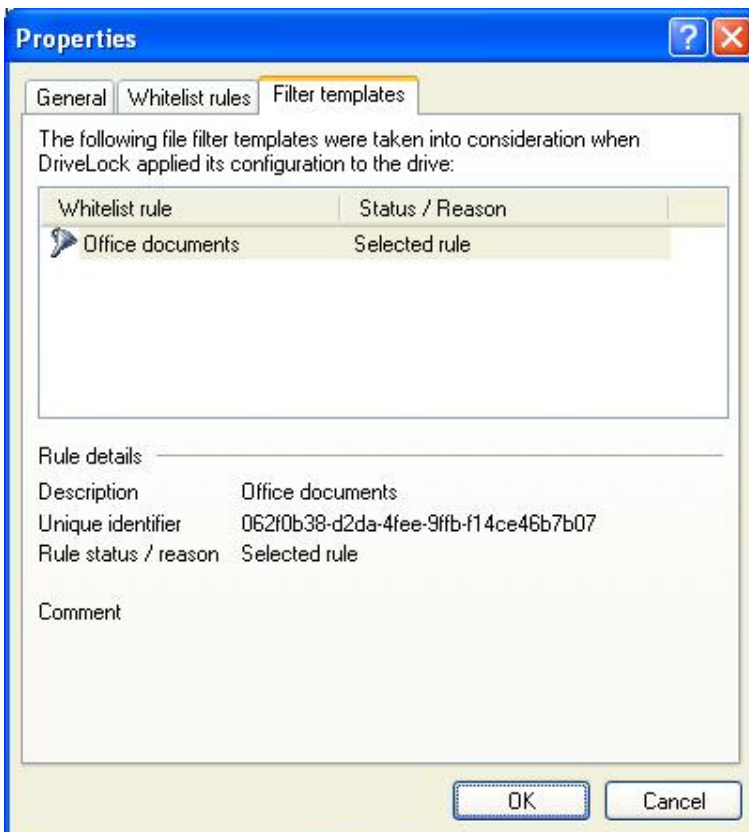 Properties
General Whitelist rules Filter templates
The following file filter templates were taken into consideration when
DriveLock applied its configuration to the drive:
Whitelist rule Status / Reason
Office documents Selected rule
Rule details
Description Office documents
Unique identifier 062f0b38-d2da-4fee-9ffb-f14ce46b7b07
Rule status / reason Selected rule
Comment
OK Cancel